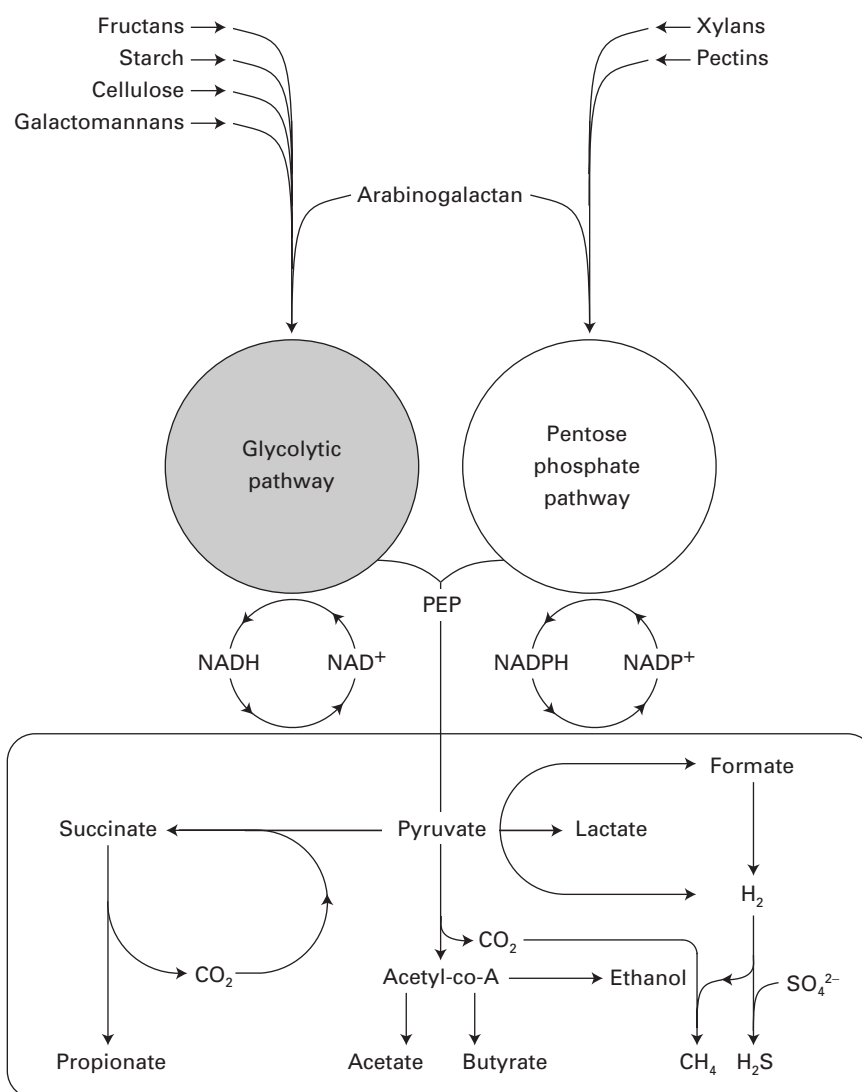 Fructans
Starch
Cellulose
Galactomannans
Xylans
Pectins
Arabinogalactan
Glycolytic
pathway
Pentose
phosphate
pathway
PEP
NADH
NAD⁺
NADPH
NADP⁺
Formate
Succinate
Pyruvate
Lactate
H₂
CO₂
CO₂
Acetyl-co-A
Ethanol
SO₄²⁻
Propionate
Acetate
Butyrate
CH₄
H₂S